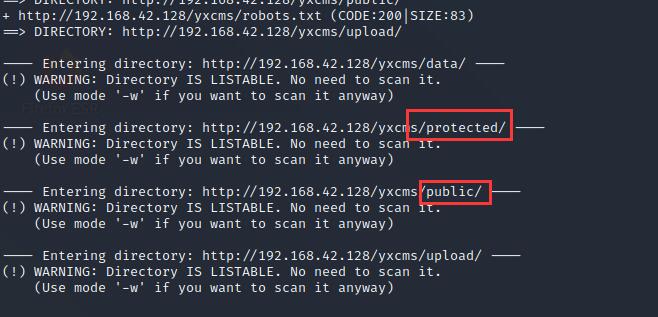 ==> DIRECTORY: http://192.168.42.128/yxcms/public/
+ http://192.168.42.128/yxcms/robots.txt (CODE:200|SIZE:83)
==> DIRECTORY: http://192.168.42.128/yxcms/upload/
—— Entering directory: http://192.168.42.128/yxcms/data/ ——
(!) WARNING: Directory IS LISTABLE. No need to scan it.
(Use mode '-w' if you want to scan it anyway)
—— Entering directory: http://192.168.42.128/yxcms/protected/ ——
(!) WARNING: Directory IS LISTABLE. No need to scan it.
(Use mode '-w' if you want to scan it anyway)
—— Entering directory: http://192.168.42.128/yxcms/public/ ——
(!) WARNING: Directory IS LISTABLE. No need to scan it.
(Use mode '-w' if you want to scan it anyway)
—— Entering directory: http://192.168.42.128/yxcms/upload/ ——
(!) WARNING: Directory IS LISTABLE. No need to scan it.
(Use mode '-w' if you want to scan it anyway)